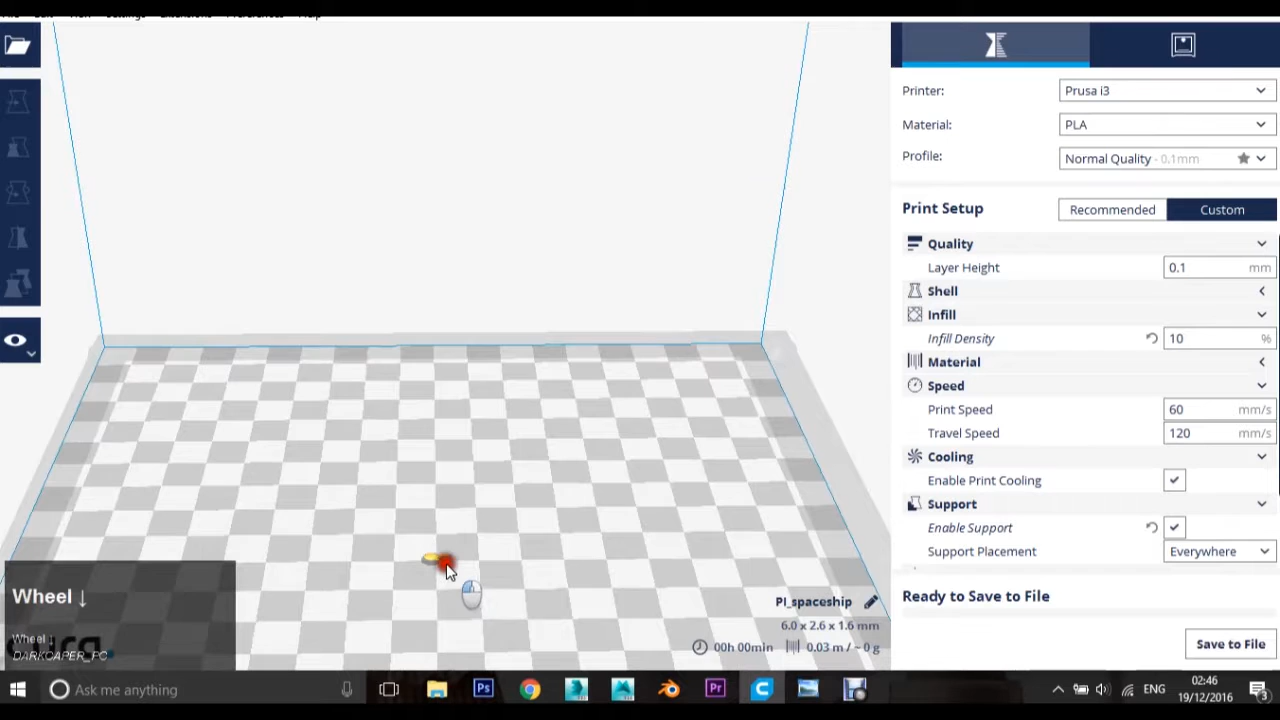 Printer:
Prusa i3
Material:
PLA
Profile:
Normal Quality - 0.1mm
Print Setup
Recommended
Custom
Quality
Layer Height
0.1 mm
Shell
Infill
Infill Density
10 %
Material
Speed
Print Speed
60 mm/s
Travel Speed
120 mm/s
Cooling
Enable Print Cooling
Support
Enable Support
Support Placement
Everywhere
Ready to Save to File
Save to File
PI_spaceship
6.0 x 2.6 x 1.6 mm
00h 00min
0.03 m / ~ 0 g
Wheel ↓
Wheel ↓
DARKCAPER_PC
Ask me anything
Ps
Pr
ENG
02:46
19/12/2016
3